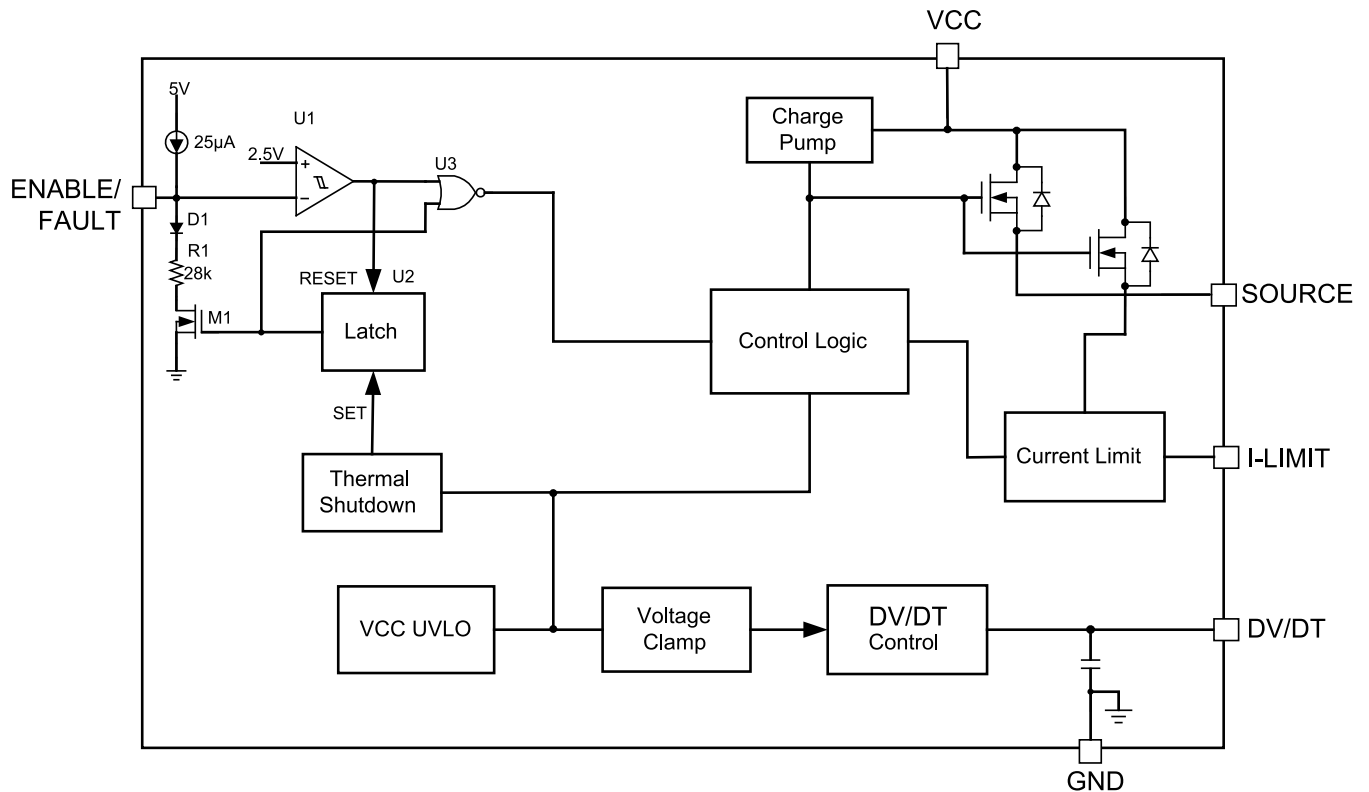 VCC
5V
25µA
U1
2.5V
+
−
U3
Charge
Pump
ENABLE/
FAULT
D1
R1
28k
M1
RESET
U2
Latch
SET
Control Logic
SOURCE
Thermal
Shutdown
Current Limit
I-LIMIT
VCC UVLO
Voltage
Clamp
DV/DT
Control
DV/DT
GND